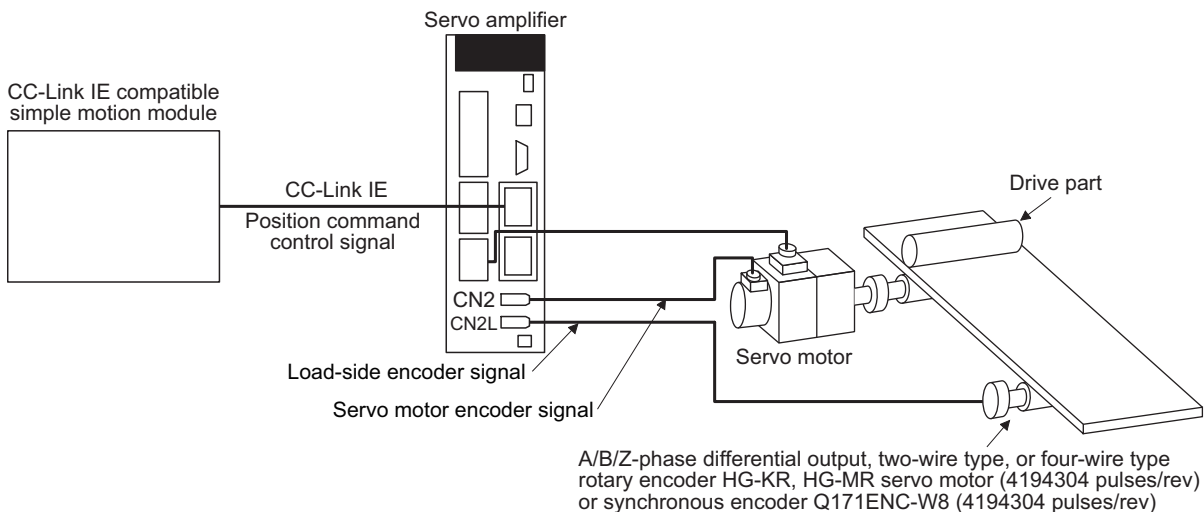 Servo amplifier
CC-Link IE compatible
simple motion module
CC-Link IE
Position command
control signal
Drive part
CN2
CN2L
Servo motor
Load-side encoder signal
Servo motor encoder signal
A/B/Z-phase differential output, two-wire type, or four-wire type
rotary encoder HG-KR, HG-MR servo motor (4194304 pulses/rev)
or synchronous encoder Q171ENC-W8 (4194304 pulses/rev)